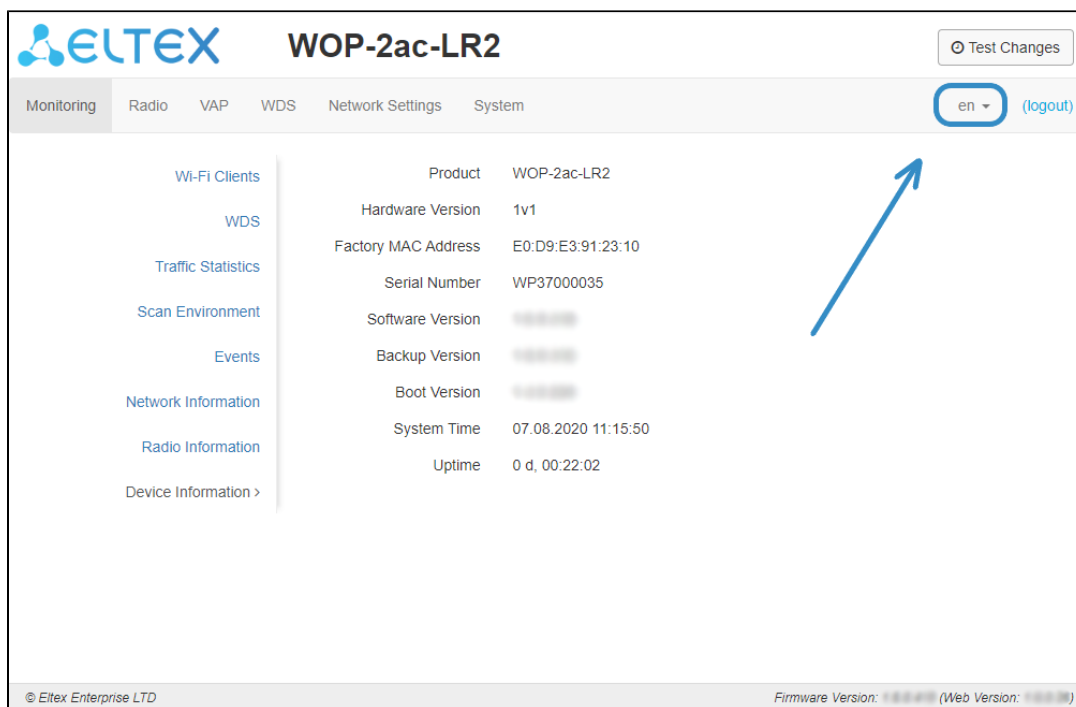 ELTEX WOP-2ac-LR2 Test Changes
Monitoring Radio VAP WDS Network Settings System en (logout)
Wi-Fi Clients
WDS
Traffic Statistics
Scan Environment
Events
Network Information
Radio Information
Device Information >
Product WOP-2ac-LR2
Hardware Version 1v1
Factory MAC Address E0:D9:E3:91:23:10
Serial Number WP37000035
Software Version
Backup Version
Boot Version
System Time 07.08.2020 11:15:50
Uptime 0 d, 00:22:02
© Eltex Enterprise LTD Firmware Version: (Web Version: )